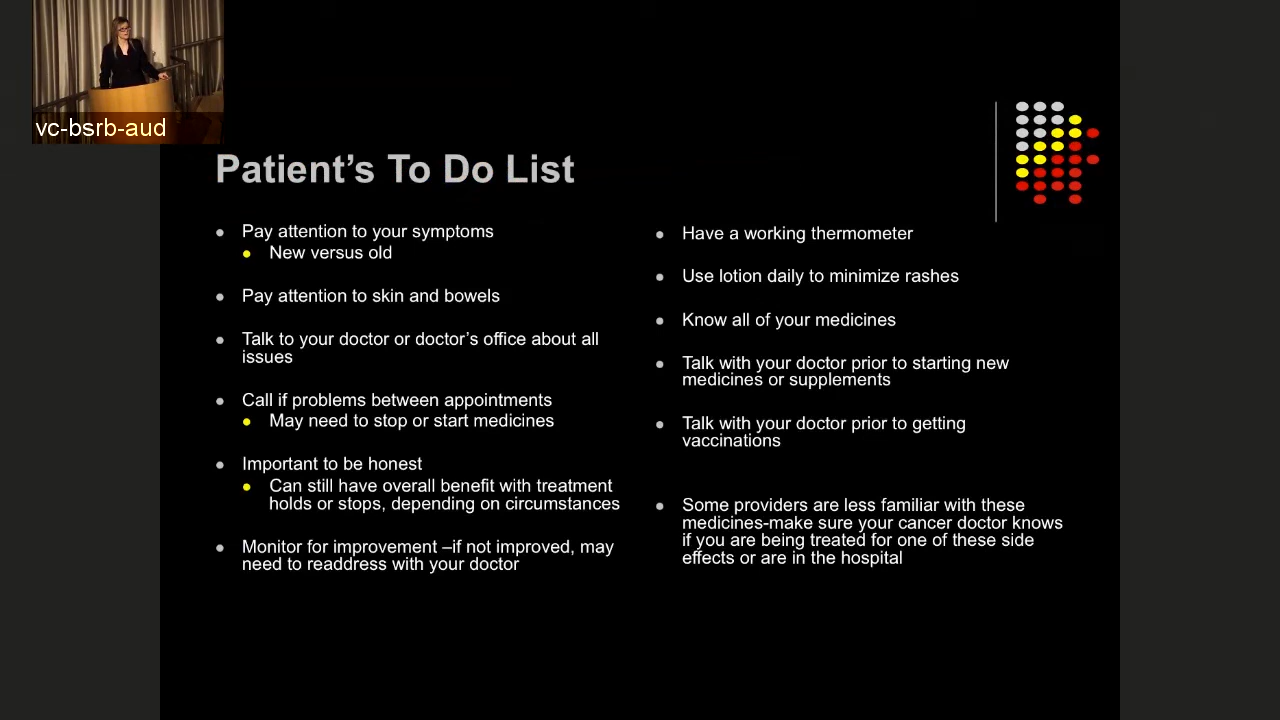 vc-bsrb-aud
Patient's To Do List
Pay attention to your symptoms
New versus old
Pay attention to skin and bowels
Talk to your doctor or doctor's office about all
issues
Call if problems between appointments
May need to stop or start medicines
Important to be honest
Can still have overall benefit with treatment
holds or stops, depending on circumstances
Monitor for improvement –if not improved, may
need to readdress with your doctor
Have a working thermometer
Use lotion daily to minimize rashes
Know all of your medicines
Talk with your doctor prior to starting new
medicines or supplements
Talk with your doctor prior to getting
vaccinations
Some providers are less familiar with these
medicines-make sure your cancer doctor knows
if you are being treated for one of these side
effects or are in the hospital